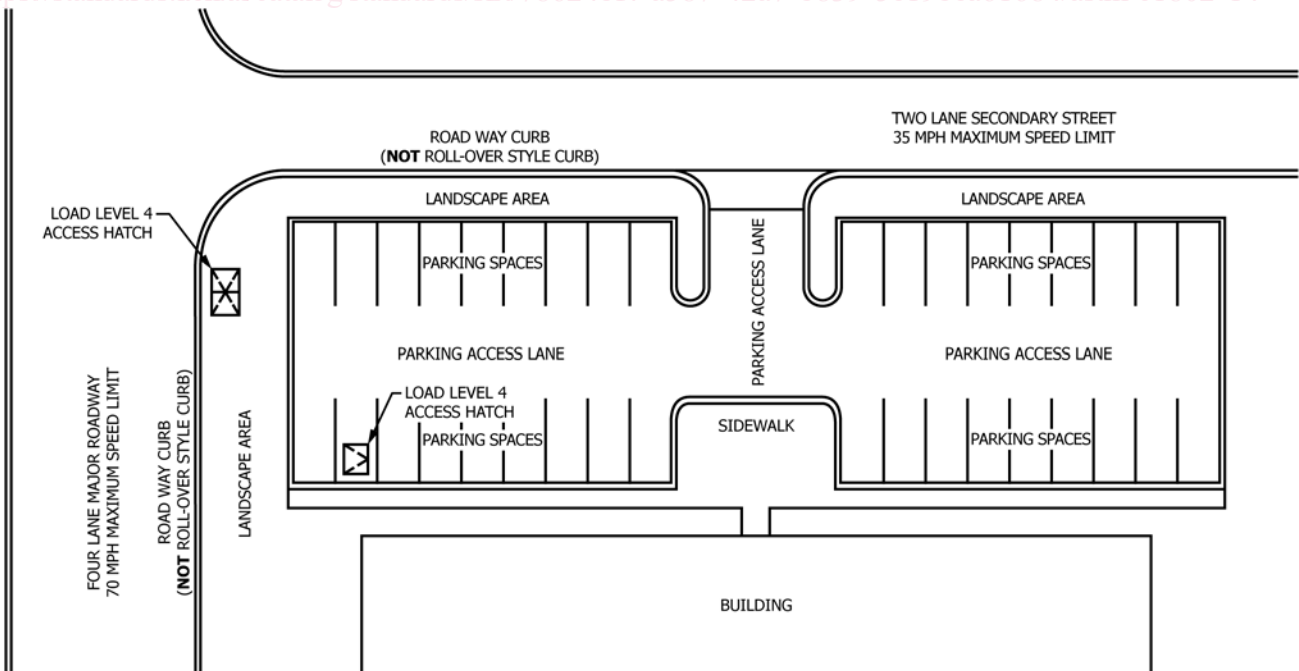 TWO LANE SECONDARY STREET
35 MPH MAXIMUM SPEED LIMIT
ROAD WAY CURB
(NOT ROLL-OVER STYLE CURB)
LANDSCAPE AREA
LANDSCAPE AREA
LOAD LEVEL 4
ACCESS HATCH
PARKING SPACES
PARKING ACCESS LANE
PARKING SPACES
PARKING ACCESS LANE
PARKING ACCESS LANE
LOAD LEVEL 4
ACCESS HATCH
PARKING SPACES
SIDEWALK
PARKING SPACES
FOUR LANE MAJOR ROADWAY
70 MPH MAXIMUM SPEED LIMIT
ROAD WAY CURB
(NOT ROLL-OVER STYLE CURB)
LANDSCAPE AREA
BUILDING